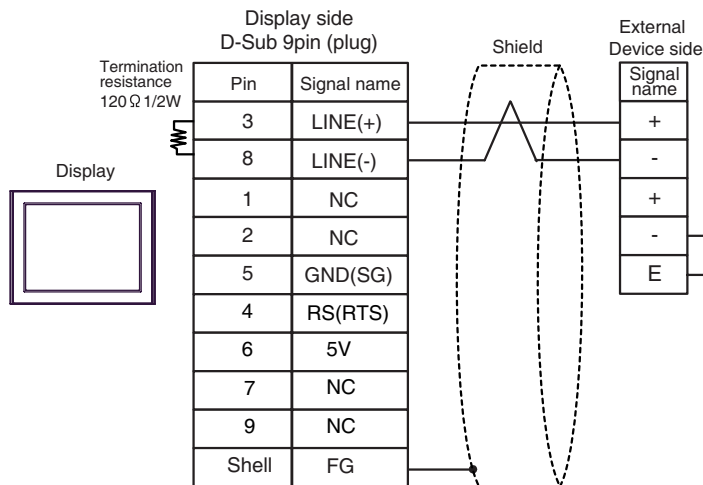 Display side
D-Sub 9pin (plug)
Shield
External
Device side
Termination
resistance
120Ω 1/2W
Display
Pin Signal name
3 LINE(+)
8 LINE(-)
1 NC
2 NC
5 GND(SG)
4 RS(RTS)
6 5V
7 NC
9 NC
Shell FG
Signal
name
+
-
+
-
E